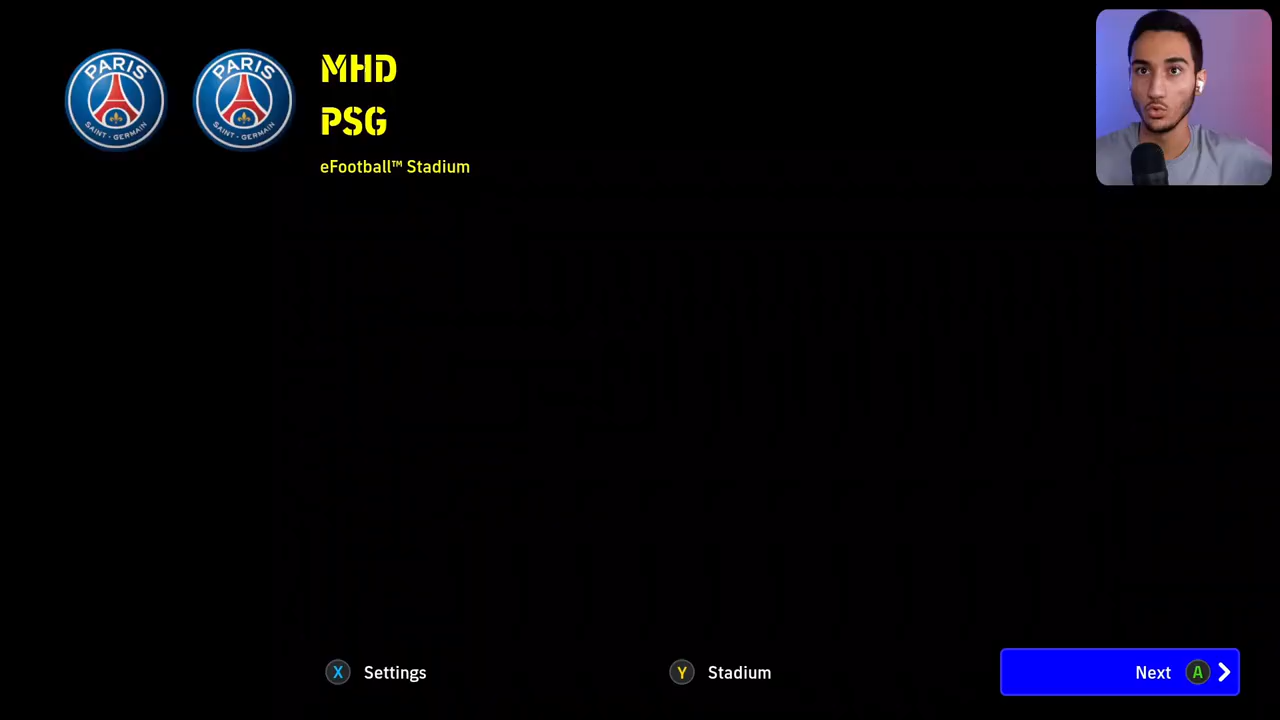 PARIS
SAINT-GERMAIN
PARIS
SAINT-GERMAIN
MHD
PSG
eFootball™ Stadium
X Settings
Y Stadium
Next A